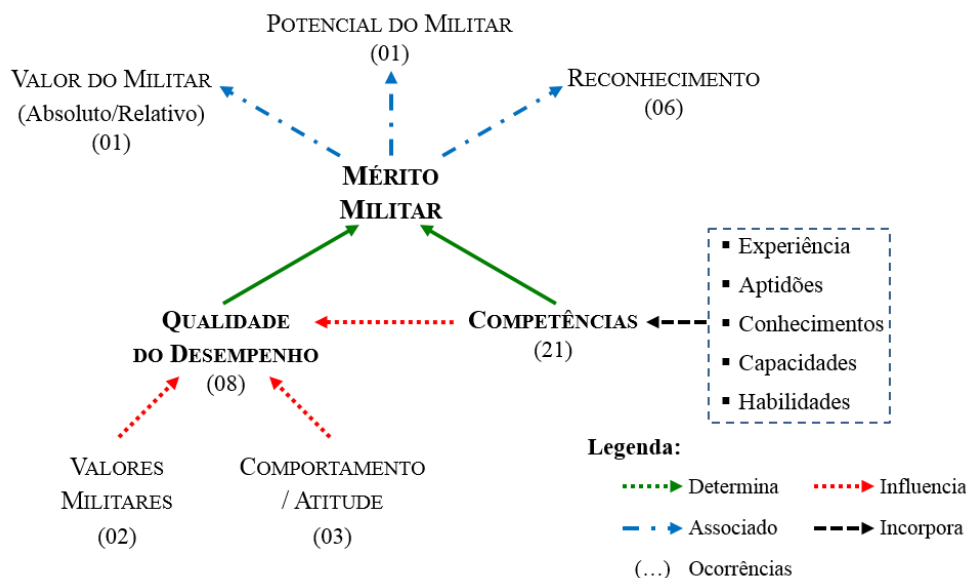 POTENCIAL DO MILITAR
(01)
VALOR DO MILITAR
(Absoluto/Relativo)
(01)
RECONHECIMENTO
(06)
MÉRITO
MILITAR
▪ Experiência
▪ Aptidões
▪ Conhecimentos
▪ Capacidades
▪ Habilidades
QUALIDADE
DO DESEMPENHO
(08)
COMPETÊNCIAS
(21)
VALORES
MILITARES
(02)
COMPORTAMENTO
/ ATITUDE
(03)
Legenda:
Determina
Influencia
Associado
Incorpora
(…) Ocorrências